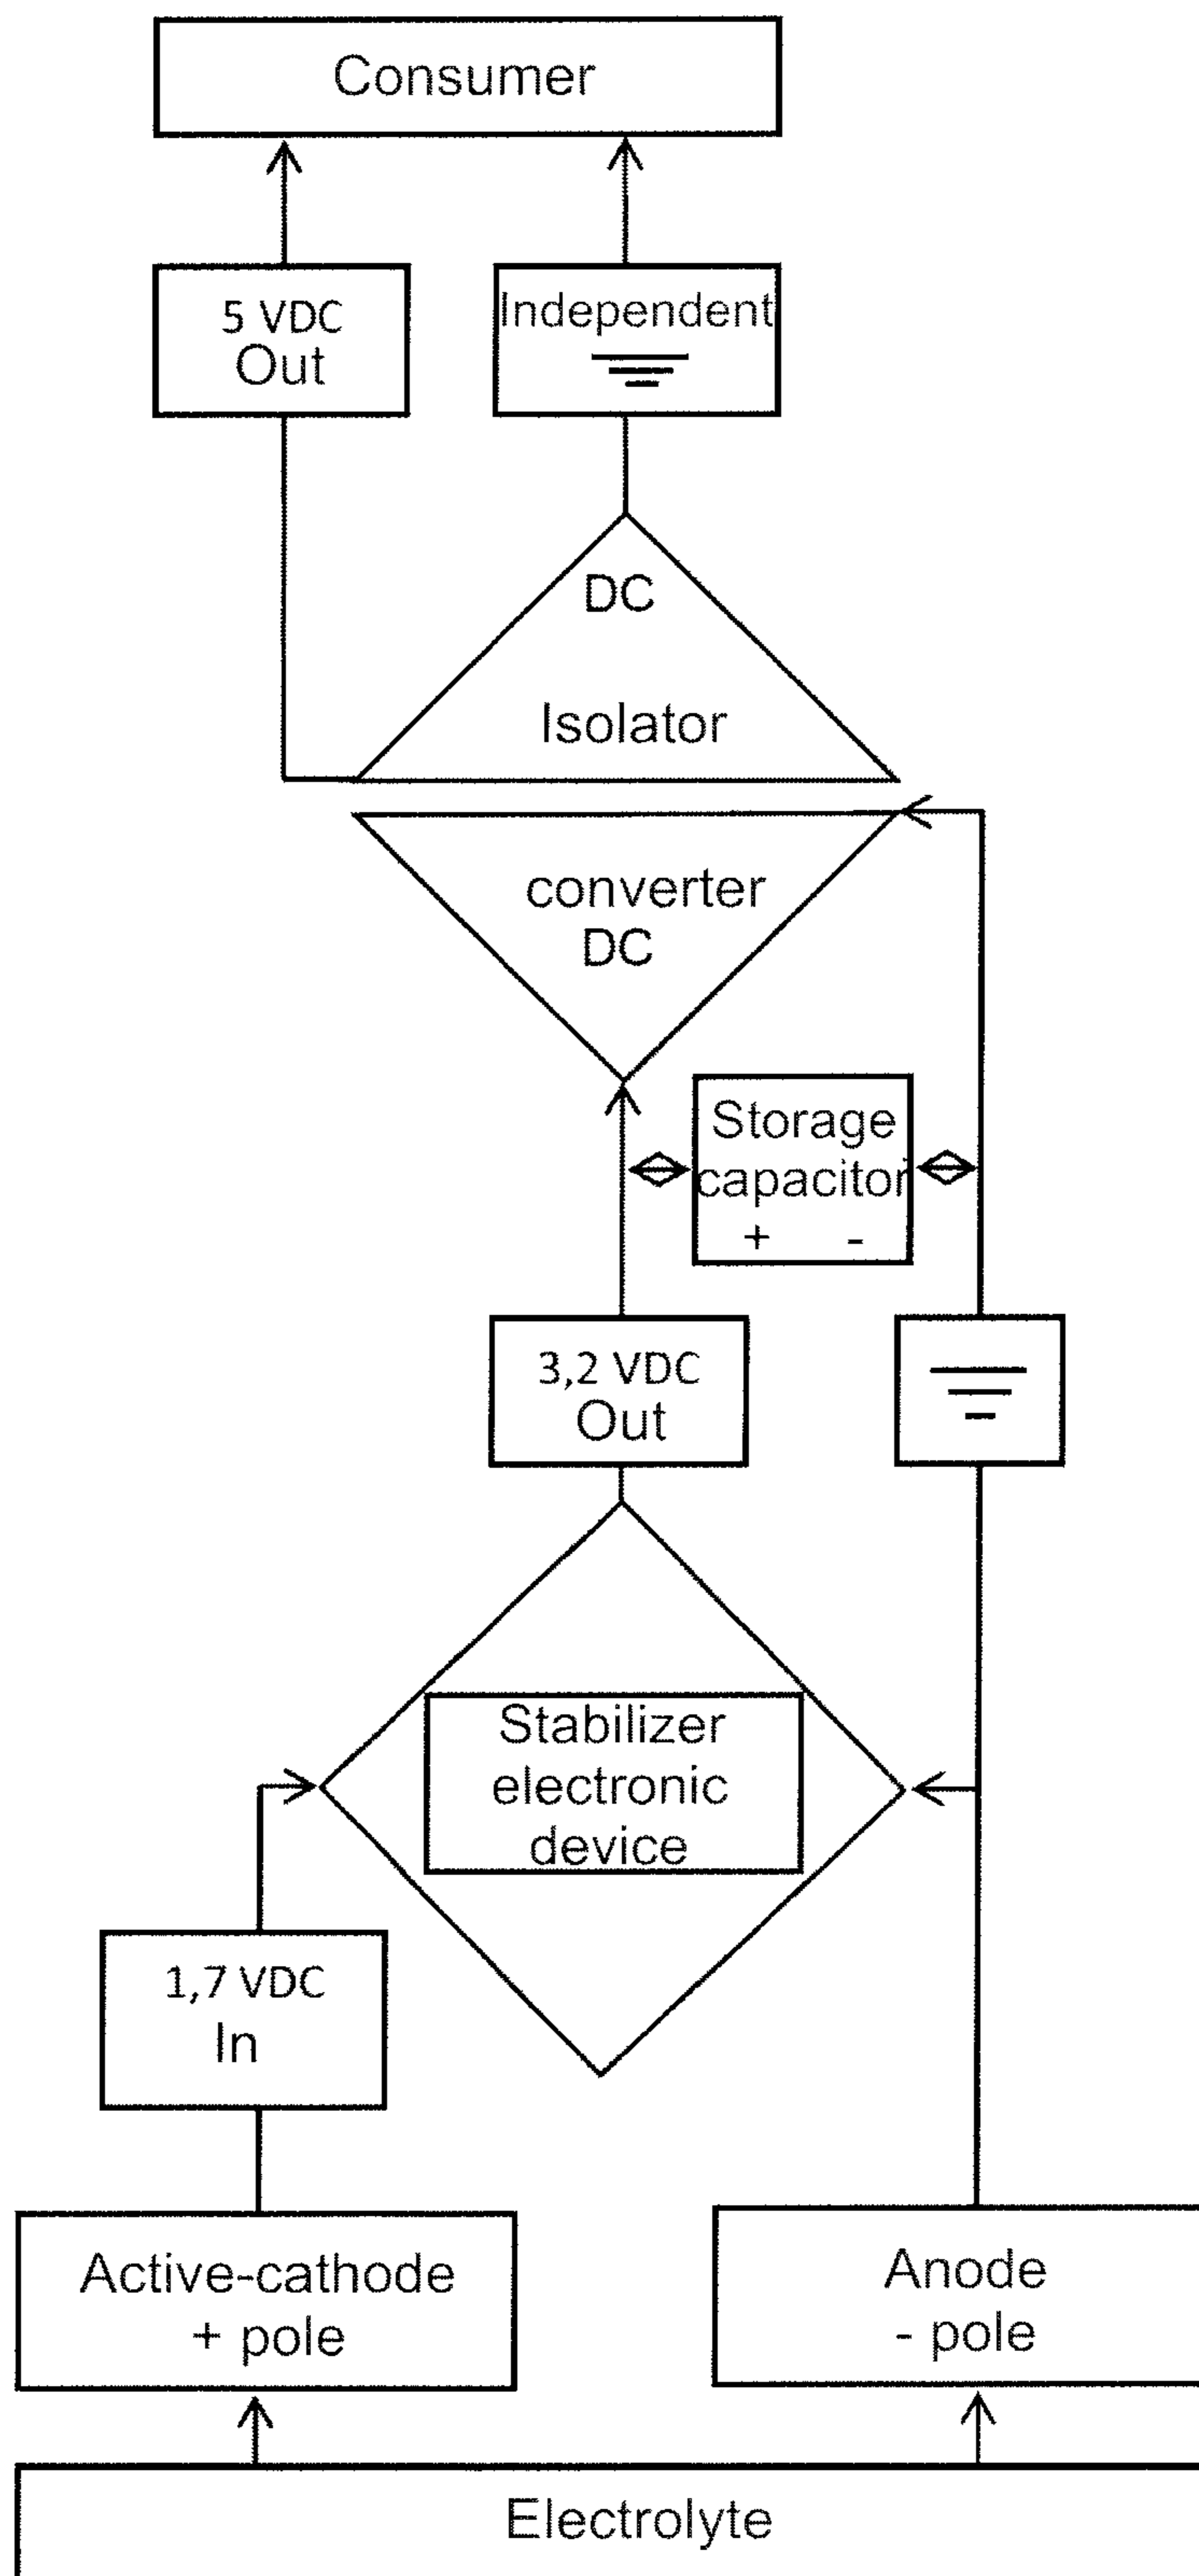 Consumer
5 VDC
Out
Independent
DC
Isolator
converter
DC
Storage
capacitor
+ -
3,2 VDC
Out
Stabilizer
electronic
device
1,7 VDC
In
Active-cathode
+ pole
Anode
- pole
Electrolyte